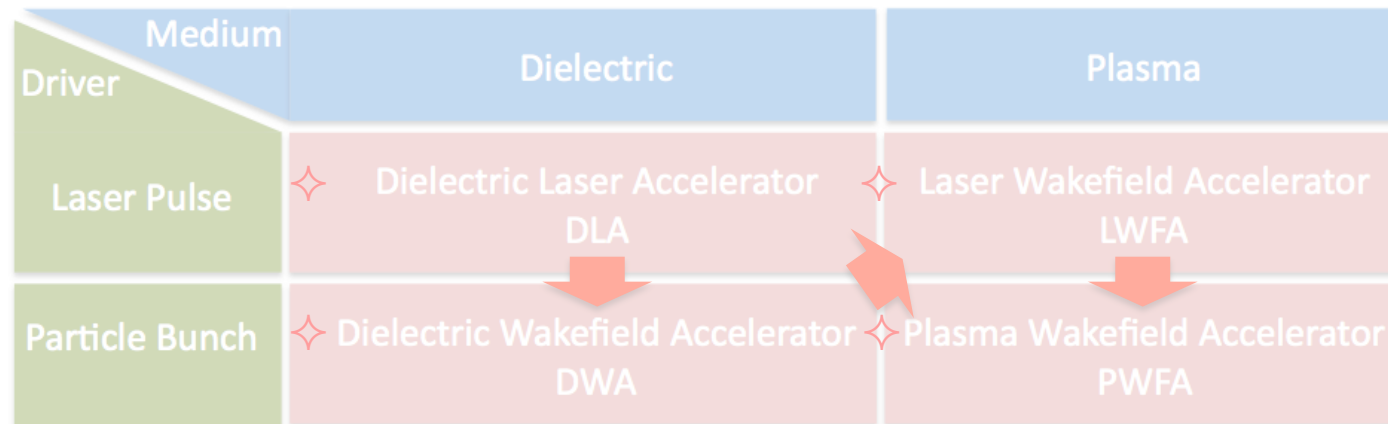 Medium
Driver
Dielectric
Plasma
Laser Pulse
Dielectric Laser Accelerator
DLA
Laser Wakefield Accelerator
LWFA
Particle Bunch
Dielectric Wakefield Accelerator
DWA
Plasma Wakefield Accelerator
PWFA